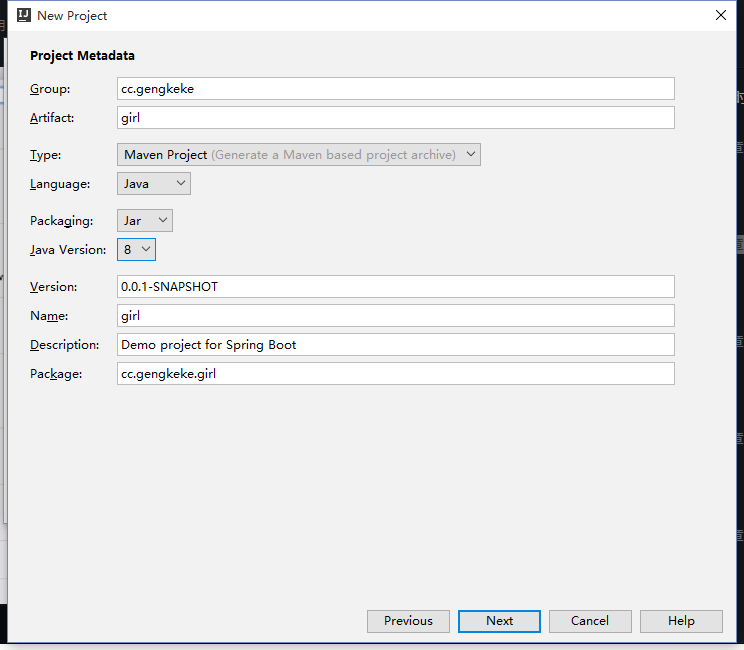 New Project
Project Metadata
Group: cc.gengkeke
Artifact: girl
Type: Maven Project (Generate a Maven based project archive)
Language: Java
Packaging: Jar
Java Version: 8
Version: 0.0.1-SNAPSHOT
Name: girl
Description: Demo project for Spring Boot
Package: cc.gengkeke.girl
Previous Next Cancel Help